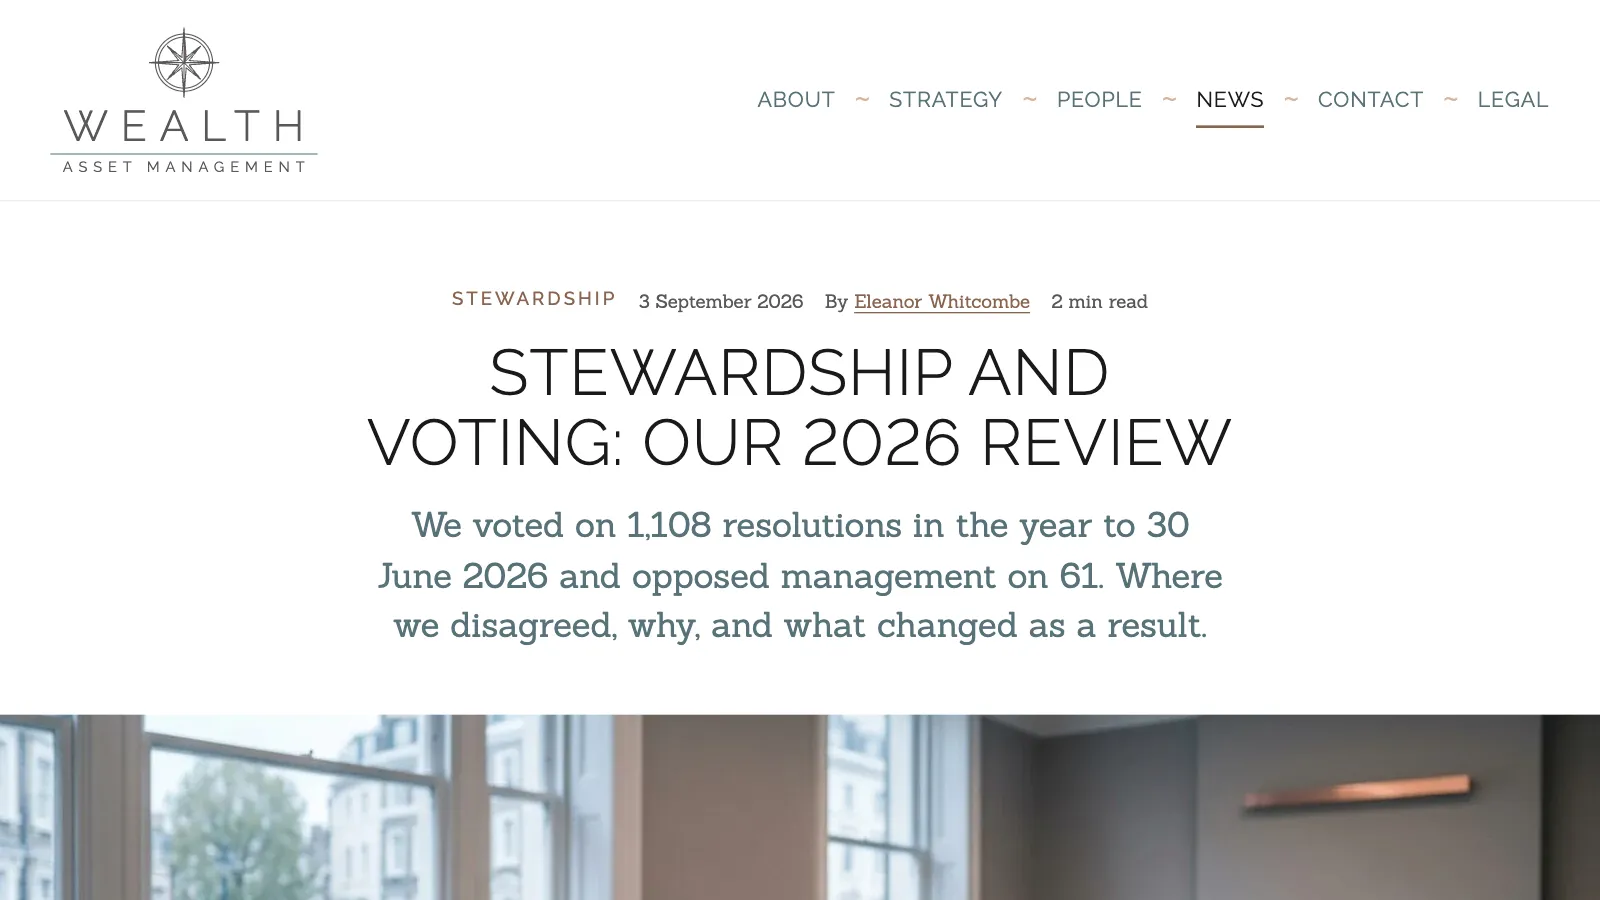 WEALTH
ASSET MANAGEMENT
ABOUT ~ STRATEGY ~ PEOPLE ~ NEWS ~ CONTACT ~ LEGAL
STEWARDSHIP 3 September 2026 By Eleanor Whitcombe 2 min read
STEWARDSHIP AND
VOTING: OUR 2026 REVIEW
We voted on 1,108 resolutions in the year to 30
June 2026 and opposed management on 61. Where
we disagreed, why, and what changed as a result.